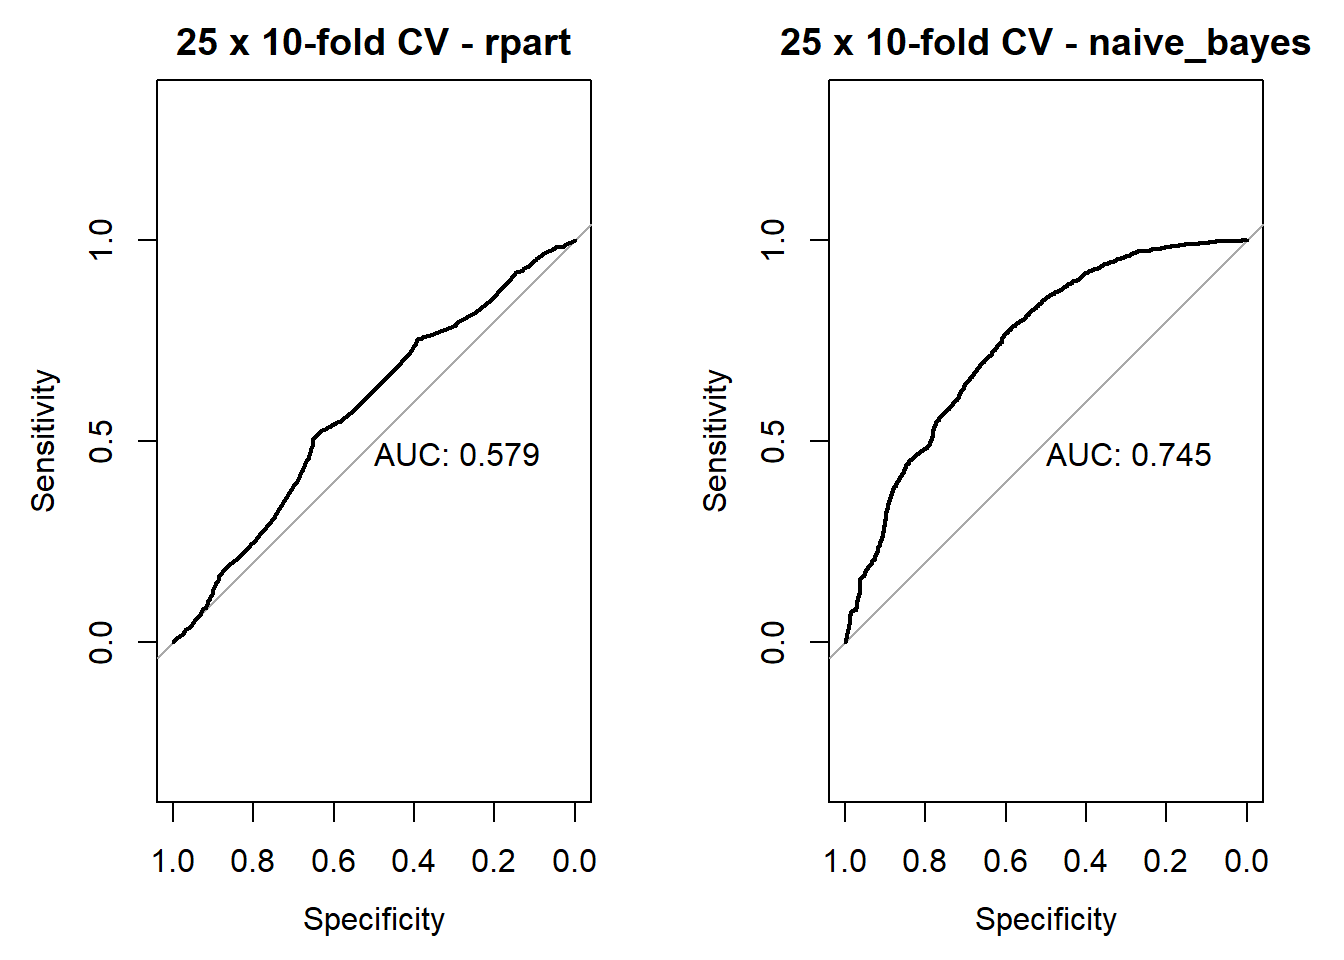 25 x 10-fold CV - rpart
Sensitivity
1.0
0.5
0.0
AUC: 0.579
1.0 0.8 0.6 0.4 0.2 0.0
Specificity
25 x 10-fold CV - naive_bayes
Sensitivity
1.0
0.5
0.0
AUC: 0.745
1.0 0.8 0.6 0.4 0.2 0.0
Specificity